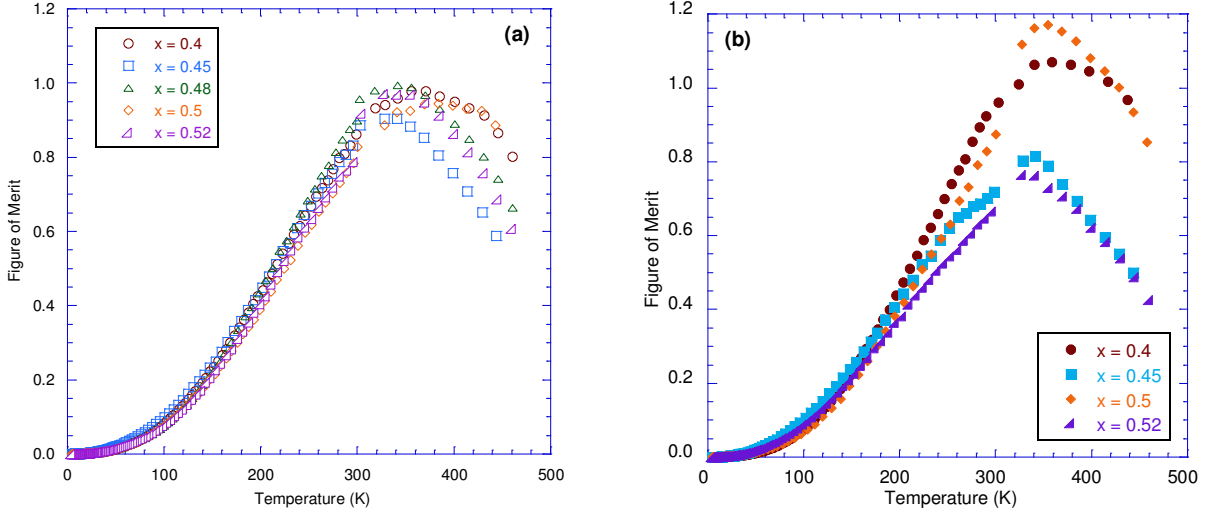 (a)
x = 0.4
x = 0.45
x = 0.48
x = 0.5
x = 0.52
Figure of Merit
1.2
1.0
0.8
0.6
0.4
0.2
0.0
0
100
200
300
400
500
Temperature (K)
(b)
x = 0.4
x = 0.45
x = 0.5
x = 0.52
Figure of Merit
1.2
1.0
0.8
0.6
0.4
0.2
0.0
0
100
200
300
400
500
Temperature (K)